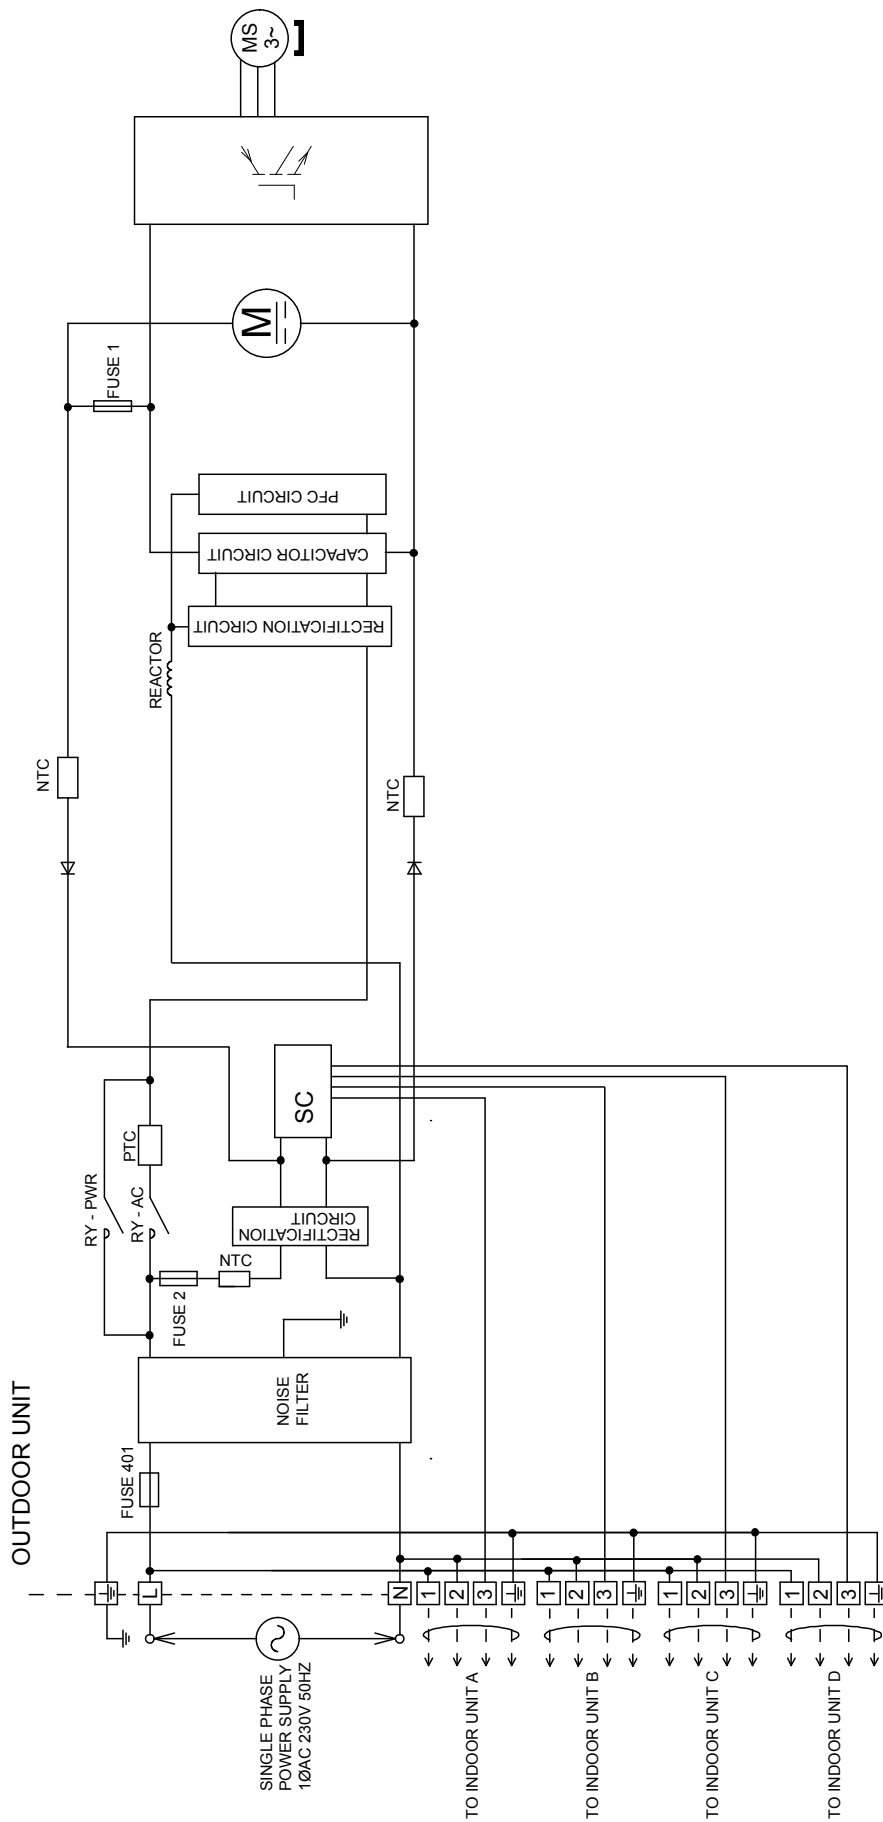 OUTDOOR UNIT
SINGLE PHASE
POWER SUPPLY
1ØAC 230V 50HZ
L
N
FUSE 401
NOISE
FILTER
RY - PWR
RY - AC
PTC
FUSE 2
NTC
RECTIFICATION
CIRCUIT
SC
NTC
NTC
REACTOR
RECTIFICATION CIRCUIT
CAPACITOR CIRCUIT
PFC CIRCUIT
FUSE 1
M
MS
3~
1
2
3
TO INDOOR UNIT A
1
2
3
TO INDOOR UNIT B
1
2
3
TO INDOOR UNIT C
1
2
3
TO INDOOR UNIT D